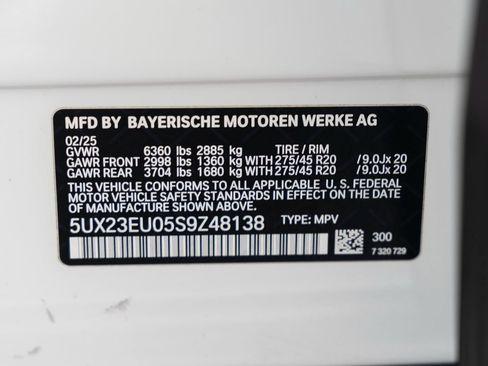 MFD BY BAYERISCHE MOTOREN WERKE AG
02/25
GVWR 6360 lbs 2885 kg TIRE / RIM
GAWR FRONT 2998 lbs 1360 kg WITH 275/45 R20 /9.0Jx 20
GAWR REAR 3704 lbs 1680 kg WITH 275/45 R20 /9.0Jx 20
THIS VEHICLE CONFORMS TO ALL APPLICABLE U. S. FEDERAL
MOTOR VEHICLE SAFETY STANDARDS IN EFFECT ON THE
DATE OF MANUFACTURE SHOWN ABOVE.
5UX23EU05S9Z48138 TYPE: MPV
300
7 320 729